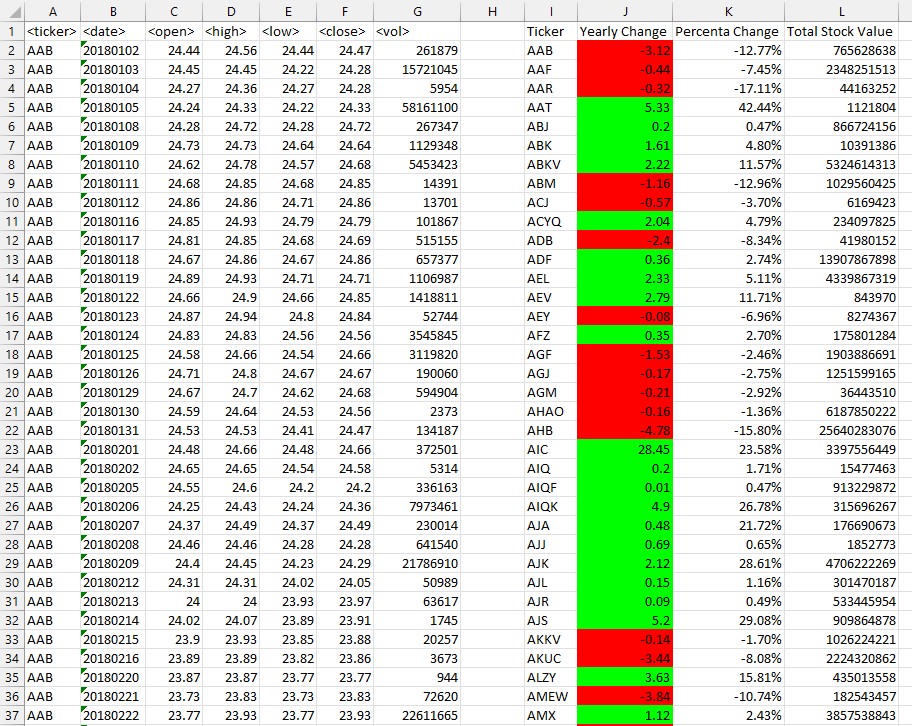 A B C D E F G H I J K L
1 <ticker> <date> <open> <high> <low> <close> <vol> Ticker Yearly Change Percenta Change Total Stock Value
2 AAB 20180102 24.44 24.56 24.44 24.47 261879 AAB -3.12 -12.77% 765628638
3 AAB 20180103 24.45 24.45 24.22 24.28 15721045 AAF -0.44 -7.45% 2348251513
4 AAB 20180104 24.27 24.36 24.27 24.28 5954 AAR -0.32 -17.11% 44163252
5 AAB 20180105 24.24 24.33 24.22 24.33 58161100 AAT 5.33 42.44% 1121804
6 AAB 20180108 24.28 24.72 24.28 24.72 267347 ABJ 0.2 0.47% 866724156
7 AAB 20180109 24.73 24.73 24.64 24.64 1129348 ABK 1.61 4.80% 10391386
8 AAB 20180110 24.62 24.78 24.57 24.68 5453423 ABKV 2.22 11.57% 5324614313
9 AAB 20180111 24.68 24.85 24.68 24.85 14391 ABM -1.16 -12.96% 1029560425
10 AAB 20180112 24.86 24.86 24.71 24.86 13701 ACJ -0.57 -3.70% 6169423
11 AAB 20180116 24.85 24.93 24.79 24.79 101867 ACYQ 2.04 4.79% 234097825
12 AAB 20180117 24.81 24.85 24.68 24.69 515155 ADB -2.4 -8.34% 41980152
13 AAB 20180118 24.67 24.86 24.67 24.86 657377 ADF 0.36 2.74% 13907867898
14 AAB 20180119 24.89 24.93 24.71 24.71 1106987 AEL 2.33 5.11% 4339867319
15 AAB 20180122 24.66 24.9 24.66 24.85 1418811 AEV 2.79 11.71% 843970
16 AAB 20180123 24.87 24.94 24.8 24.84 52744 AEY -0.08 -6.96% 8274367
17 AAB 20180124 24.83 24.83 24.56 24.56 3545845 AFZ 0.35 2.70% 175801284
18 AAB 20180125 24.58 24.66 24.54 24.66 3119820 AGF -1.53 -2.46% 1903886691
19 AAB 20180126 24.71 24.8 24.67 24.67 190060 AGJ -0.17 -2.75% 1251599165
20 AAB 20180129 24.67 24.7 24.62 24.68 594904 AGM -0.21 -2.92% 36443510
21 AAB 20180130 24.59 24.64 24.53 24.56 2373 AHAO -0.16 -1.36% 6187850222
22 AAB 20180131 24.53 24.53 24.41 24.47 134187 AHB -4.78 -15.80% 25640283076
23 AAB 20180201 24.48 24.66 24.48 24.66 372501 AIC 28.45 23.58% 3397556449
24 AAB 20180202 24.65 24.65 24.54 24.58 5314 AIQ 0.2 1.71% 15477463
25 AAB 20180205 24.55 24.6 24.2 24.2 336163 AIQF 0.01 0.47% 913229872
26 AAB 20180206 24.25 24.43 24.24 24.36 7973461 AIQK 4.9 26.78% 315696267
27 AAB 20180207 24.37 24.49 24.37 24.49 230014 AJA 0.48 21.72% 176690673
28 AAB 20180208 24.46 24.46 24.28 24.28 641540 AJJ 0.69 0.65% 1852773
29 AAB 20180209 24.4 24.45 24.23 24.29 21786910 AJK 2.12 28.61% 4706222269
30 AAB 20180212 24.31 24.31 24.02 24.05 50989 AJL 0.15 1.16% 301470187
31 AAB 20180213 24 24 23.93 23.97 63617 AJR 0.09 0.49% 533445954
32 AAB 20180214 24.02 24.07 23.89 23.91 1745 AJS 5.2 29.08% 909864878
33 AAB 20180215 23.9 23.93 23.85 23.88 20257 AKKV -0.14 -1.70% 1026224221
34 AAB 20180216 23.89 23.89 23.82 23.86 3673 AKUC -3.44 -8.08% 2224320862
35 AAB 20180220 23.87 23.87 23.77 23.77 944 ALZY 3.63 15.81% 435013558
36 AAB 20180221 23.73 23.83 23.73 23.83 72620 AMEW -3.84 -10.74% 182543457
37 AAB 20180222 23.77 23.93 23.77 23.93 22611665 AMX 1.12 2.43% 3857538843